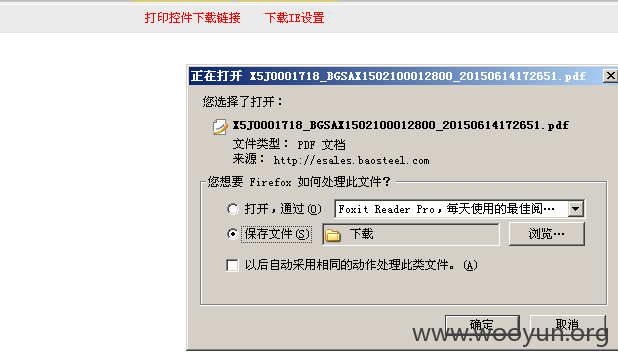 打印控件下载链接 下载IE设置
正在打开 X5J0001718_BGSAX1502100012800_20150614172651.pdf
您选择了打开：
X5J0001718_BGSAX1502100012800_20150614172651.pdf
文件类型： PDF 文档
来源： http://esales.baosteel.com
您想要 Firefox 如何处理此文件？
打开，通过(O) Foxit Reader Pro，每天使用的最佳阅…
保存文件(S) 下载 浏览…
以后自动采用相同的动作处理此类文件。(A)
确定 取消
www.wooyun.org